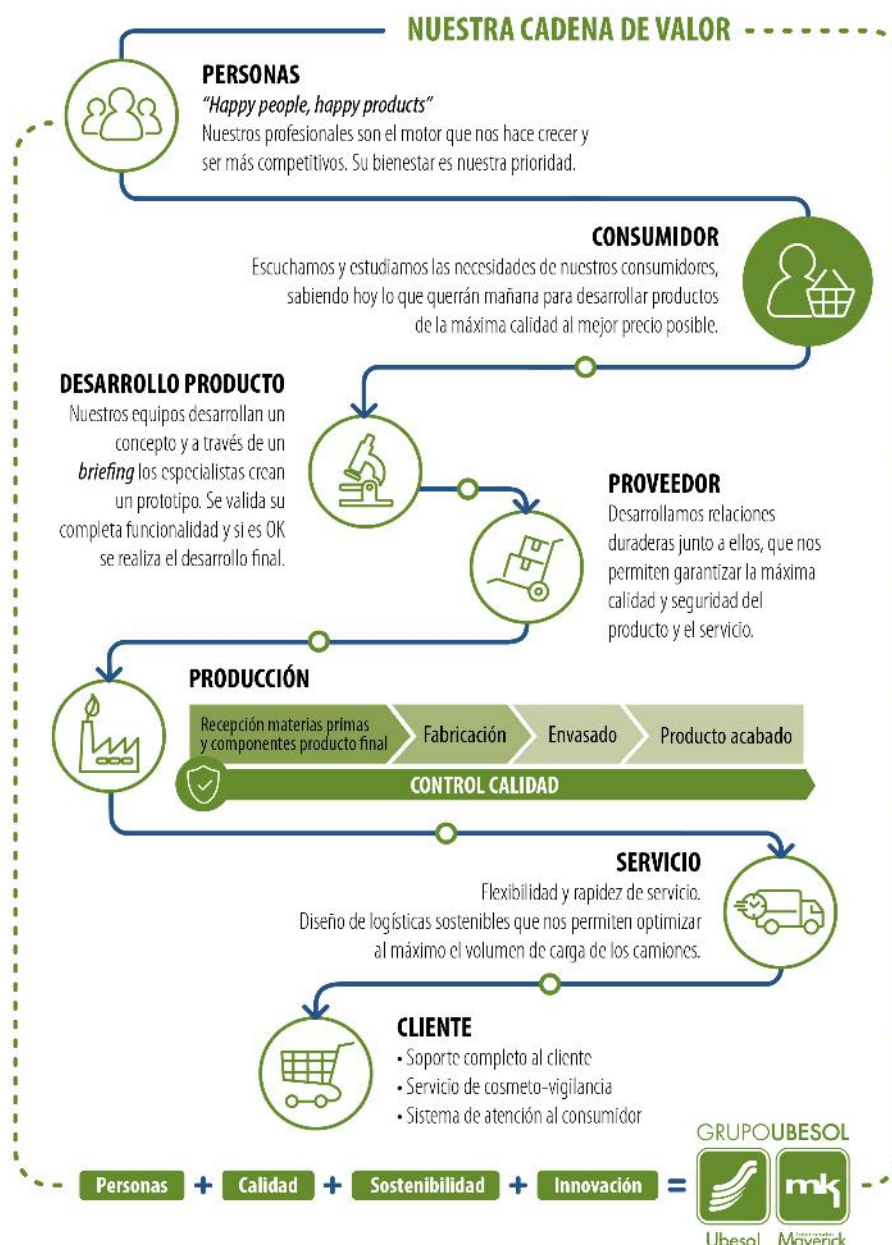 NUESTRA CADENA DE VALOR
PERSONAS
“Happy people, happy products”
Nuestros profesionales son el motor que nos hace crecer y
ser más competitivos. Su bienestar es nuestra prioridad.
CONSUMIDOR
Escuchamos y estudiamos las necesidades de nuestros consumidores,
sabiendo hoy lo que querrán mañana para desarrollar productos
de la máxima calidad al mejor precio posible.
DESARROLLO PRODUCTO
Nuestros equipos desarrollan un
concepto y a través de un
briefing los especialistas crean
un prototipo. Se valida su
completa funcionalidad y si es OK
se realiza el desarrollo final.
PROVEEDOR
Desarrollamos relaciones
duraderas junto a ellos, que nos
permiten garantizar la máxima
calidad y seguridad del
producto y el servicio.
PRODUCCIÓN
Recepción materias primas
y componentes producto final
Fabricación
Envasado
Producto acabado
CONTROL CALIDAD
SERVICIO
Flexibilidad y rapidez de servicio.
Diseño de logísticas sostenibles que nos permiten optimizar
al máximo el volumen de carga de los camiones.
CLIENTE
• Soporte completo al cliente
• Servicio de cosmeto-vigilancia
• Sistema de atención al consumidor
GRUPOUBESOL
Personas + Calidad + Sostenibilidad + Innovación =
mk
Ubesol
Maverick